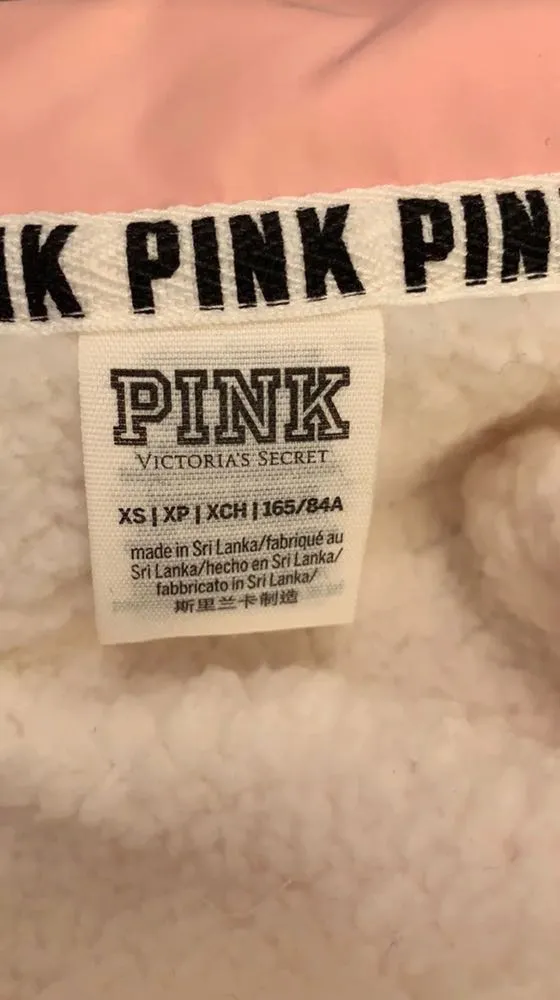 NK PINK PIN
PINK
VICTORIA'S SECRET
XS | XP | XCH | 165/84A
made in Sri Lanka/fabriqué au
Sri Lanka/hecho en Sri Lanka/
fabbricato in Sri Lanka/
斯里兰卡制造